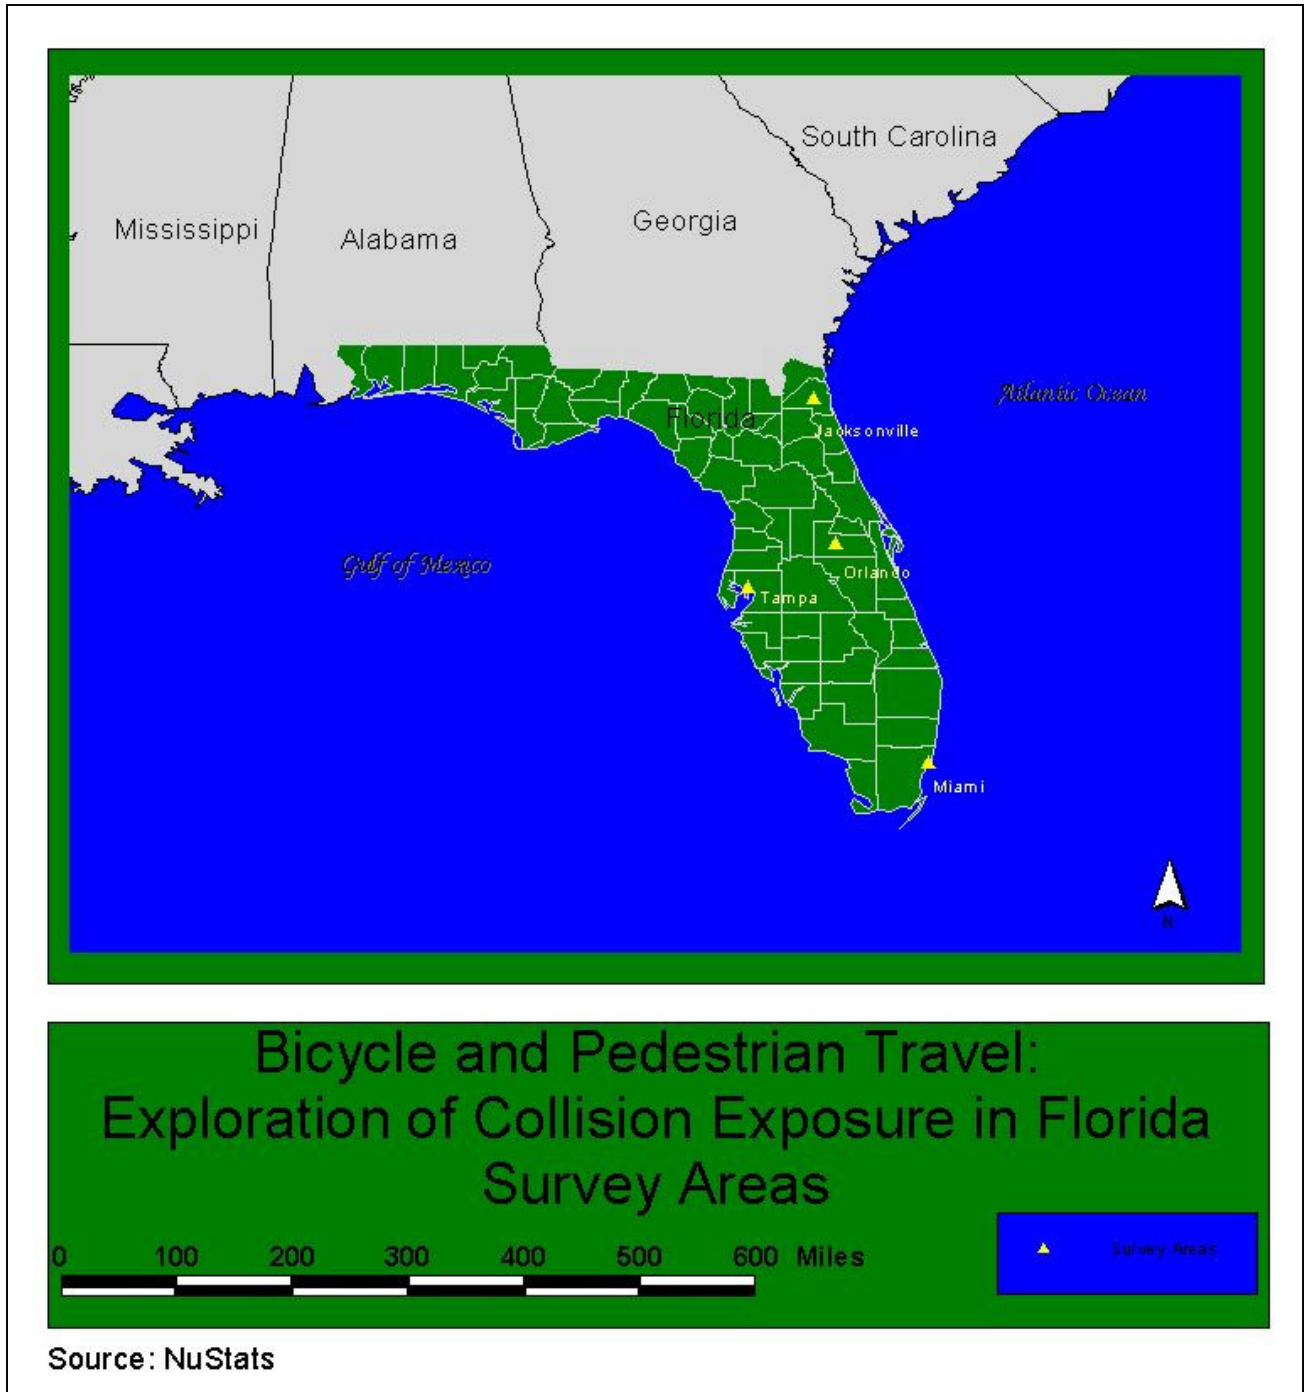 South Carolina
Georgia
Mississippi
Alabama
Atlantic Ocean
Florida
Jacksonville
Gulf of Mexico
Orlando
Tampa
Miami
N
Bicycle and Pedestrian Travel:
Exploration of Collision Exposure in Florida
Survey Areas
0 100 200 300 400 500 600 Miles
Survey Areas
Source: NuStats